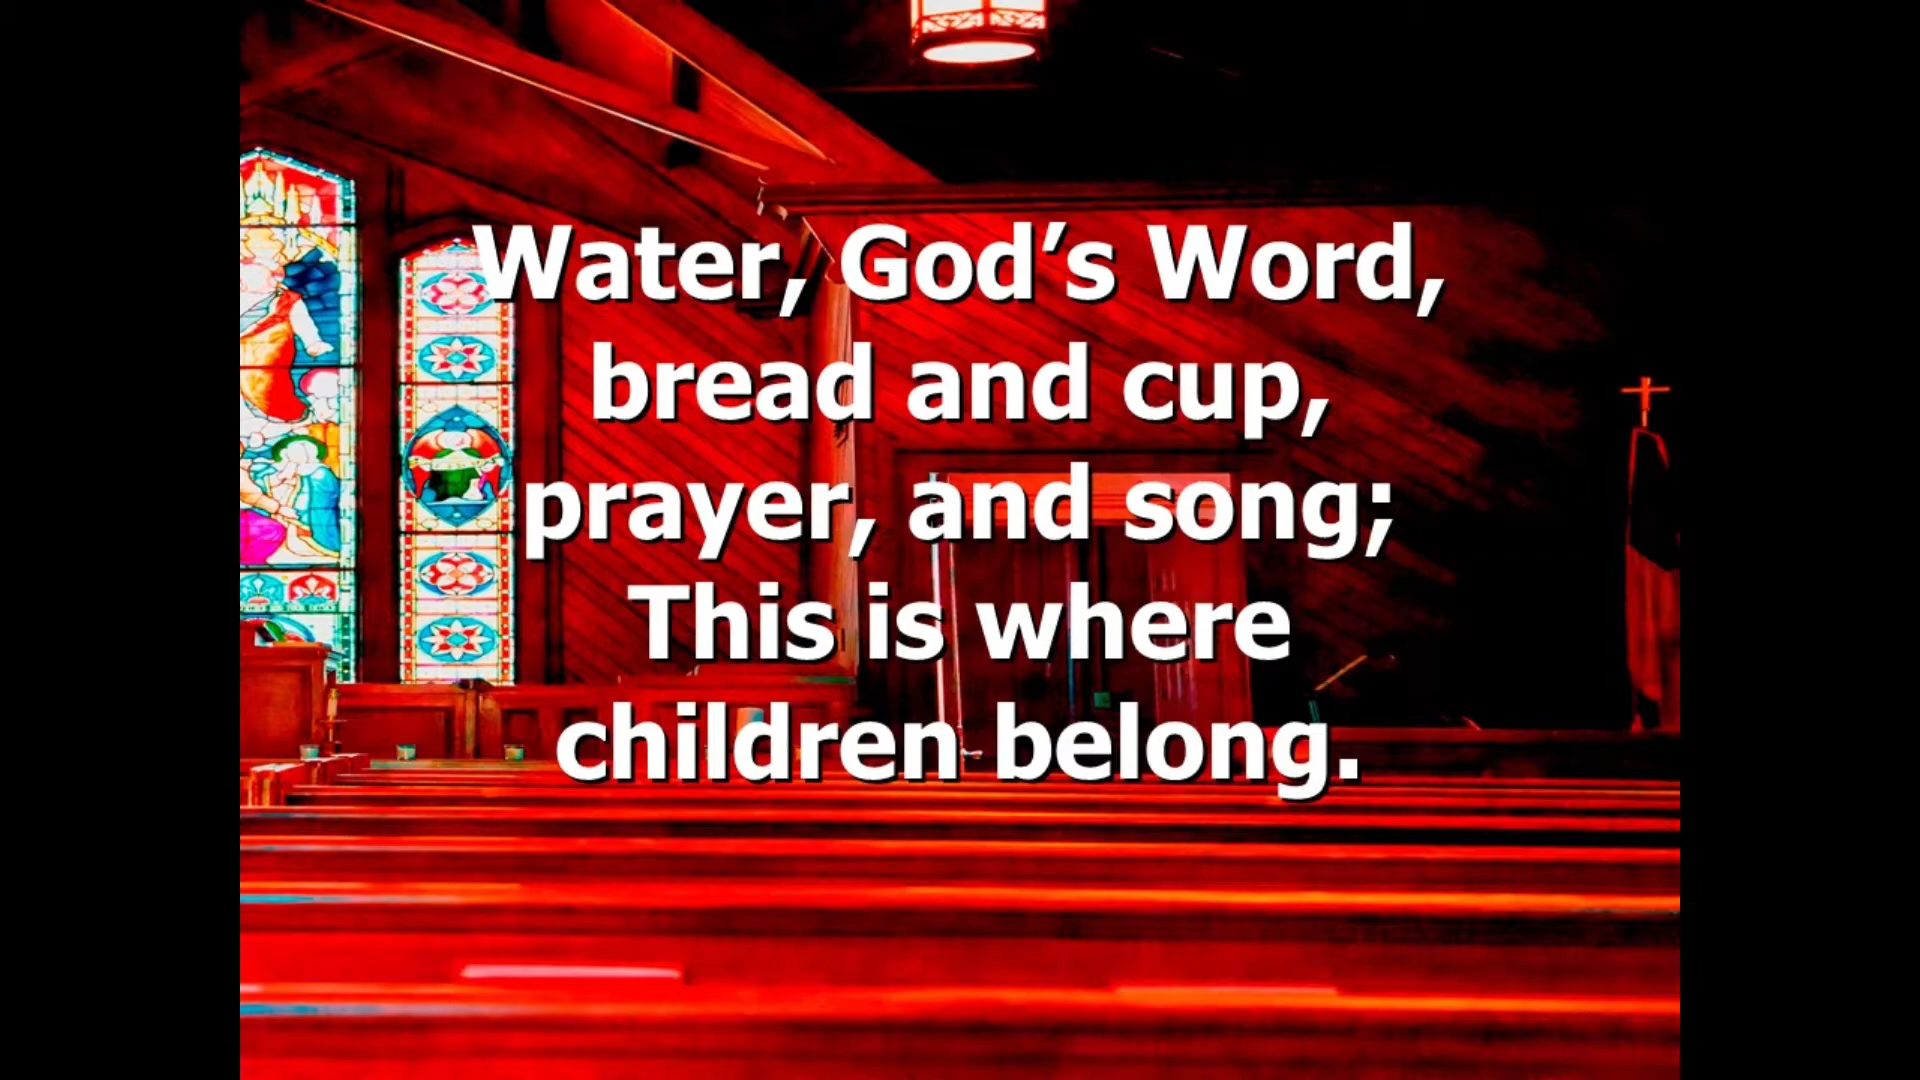 Water, God’s Word,
bread and cup,
prayer, and song;
This is where
children belong.